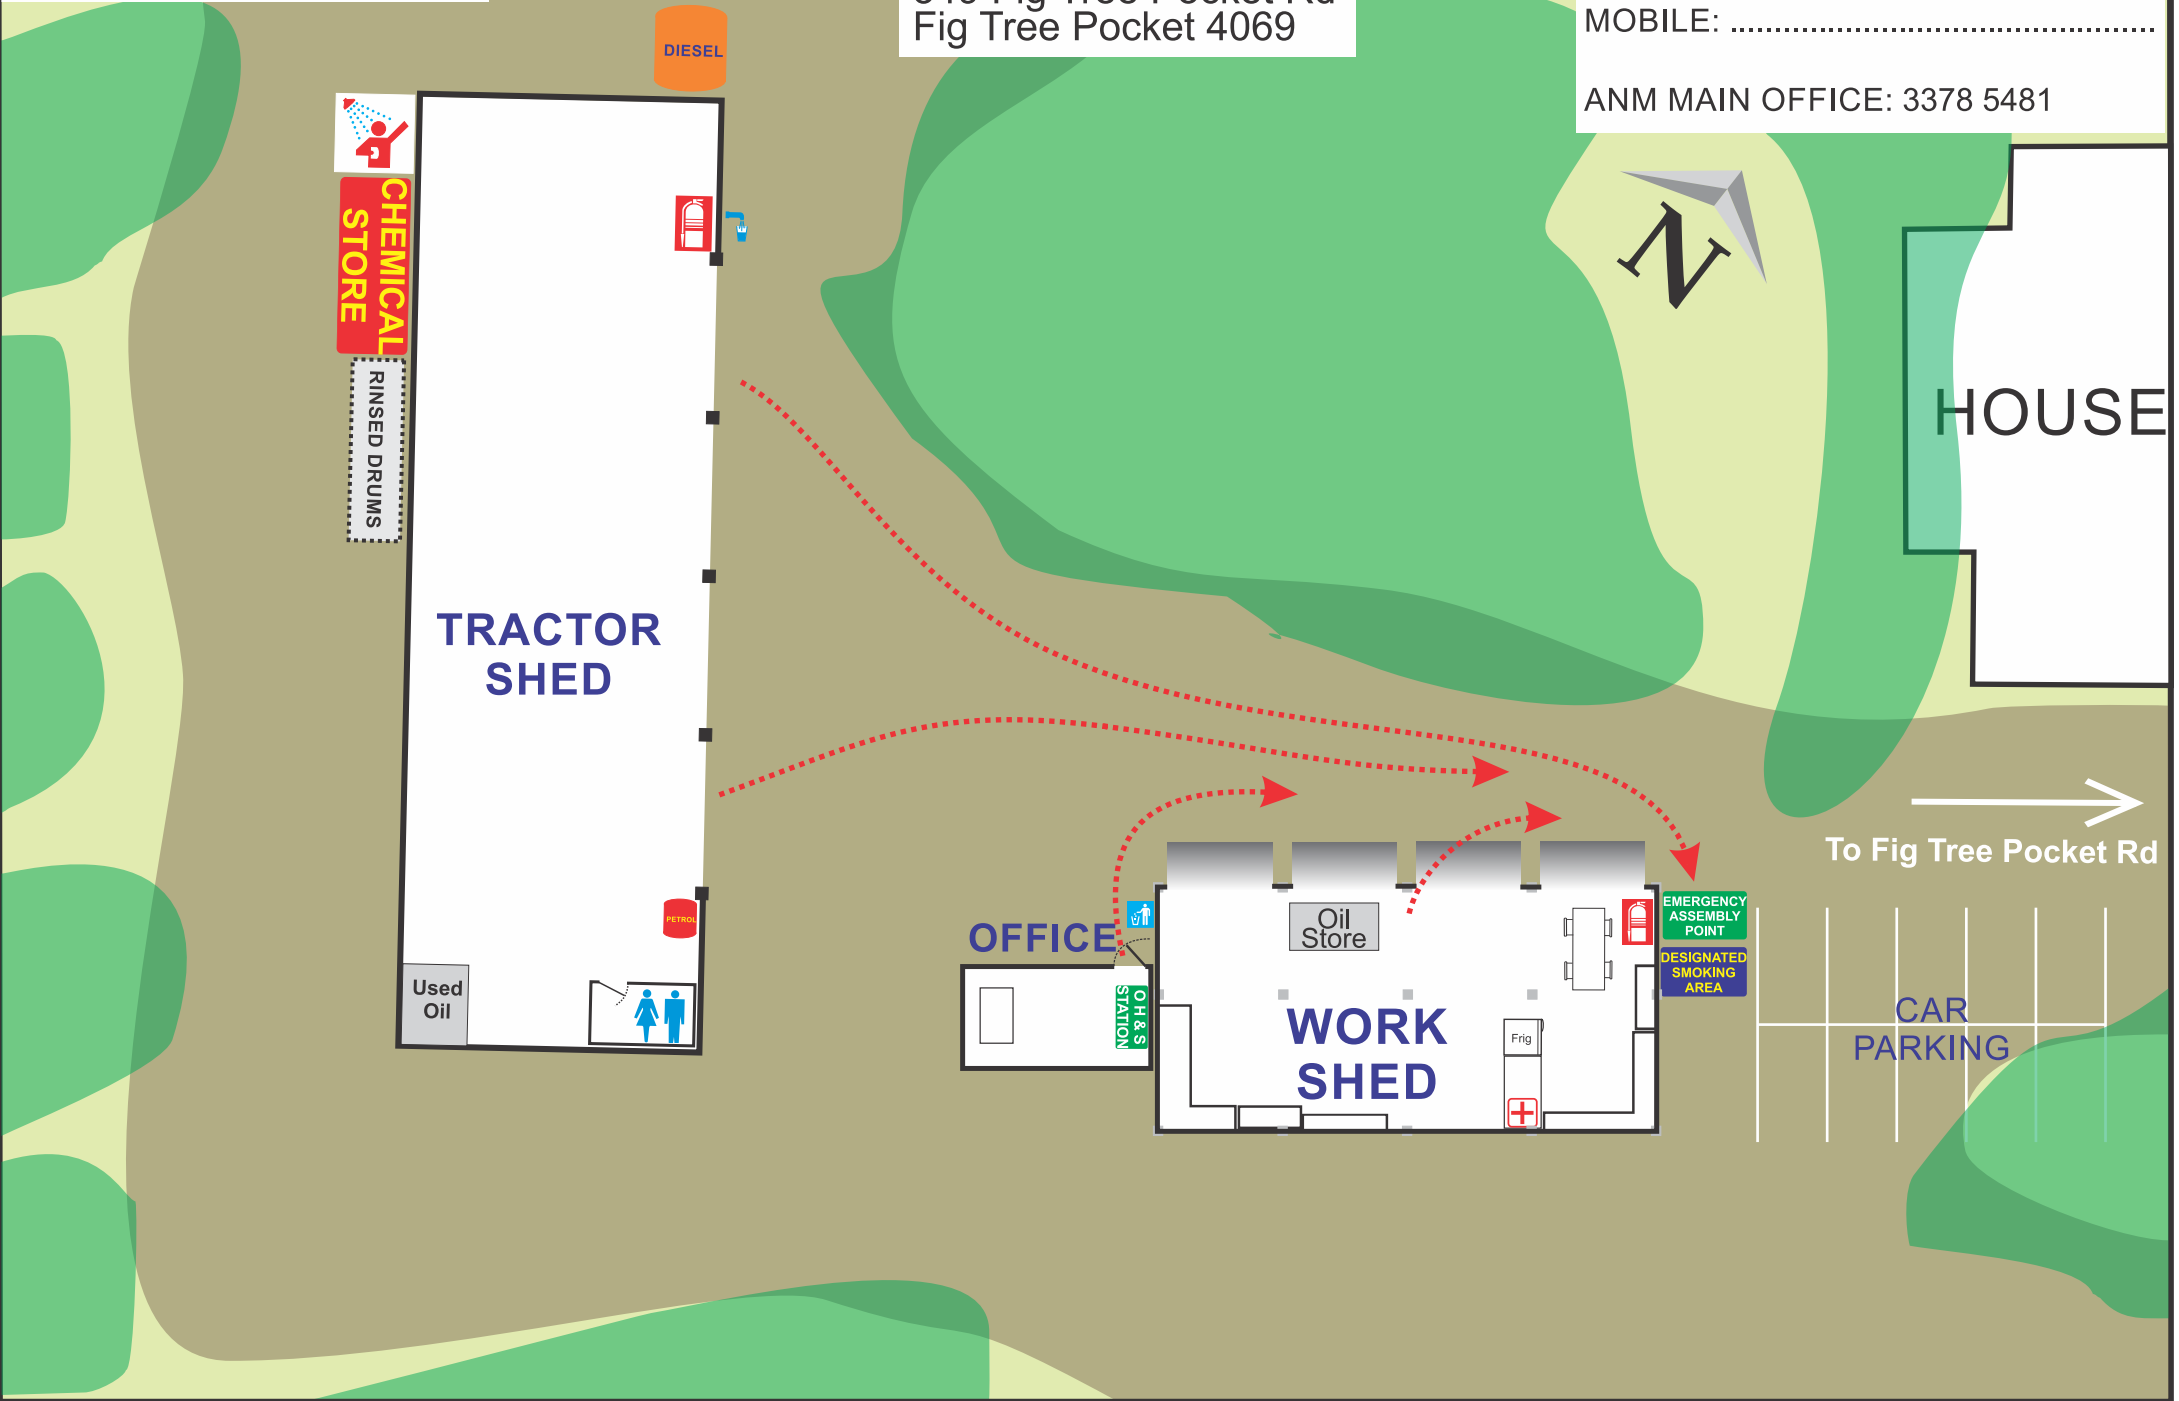 Fig Tree Pocket 4069
MOBILE: ................................................
ANM MAIN OFFICE: 3378 5481
DIESEL
CHEMICAL
STORE
RINSED DRUMS
N
HOUSE
TRACTOR
SHED
PETROL
Used
Oil
To Fig Tree Pocket Rd
OFFICE
OH & S
STATION
Oil
Store
EMERGENCY
ASSEMBLY
POINT
DESIGNATED
SMOKING
AREA
WORK
SHED
Frig
CAR
PARKING